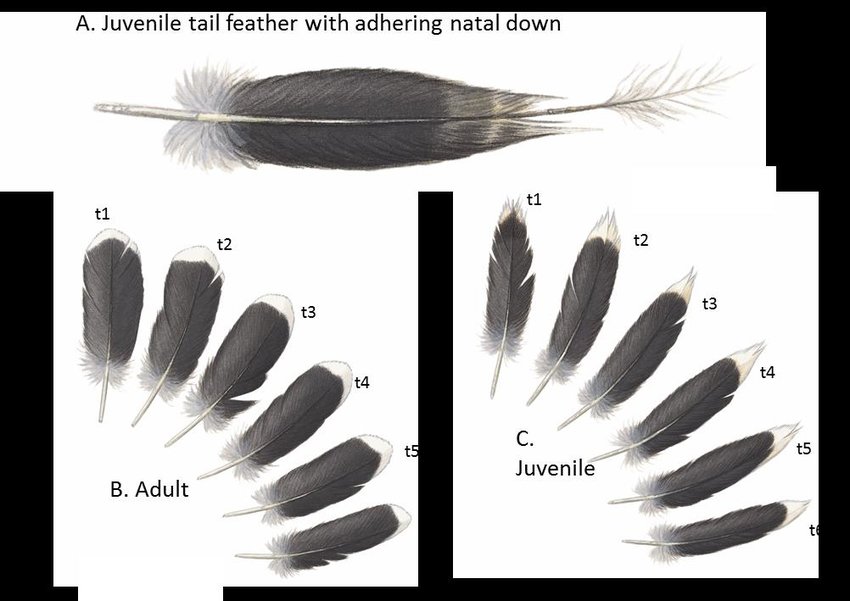 A. Juvenile tail feather with adhering natal down
t1
t2
t3
t4
t5
B. Adult
t1
t2
t3
t4
t5
C.
Juvenile